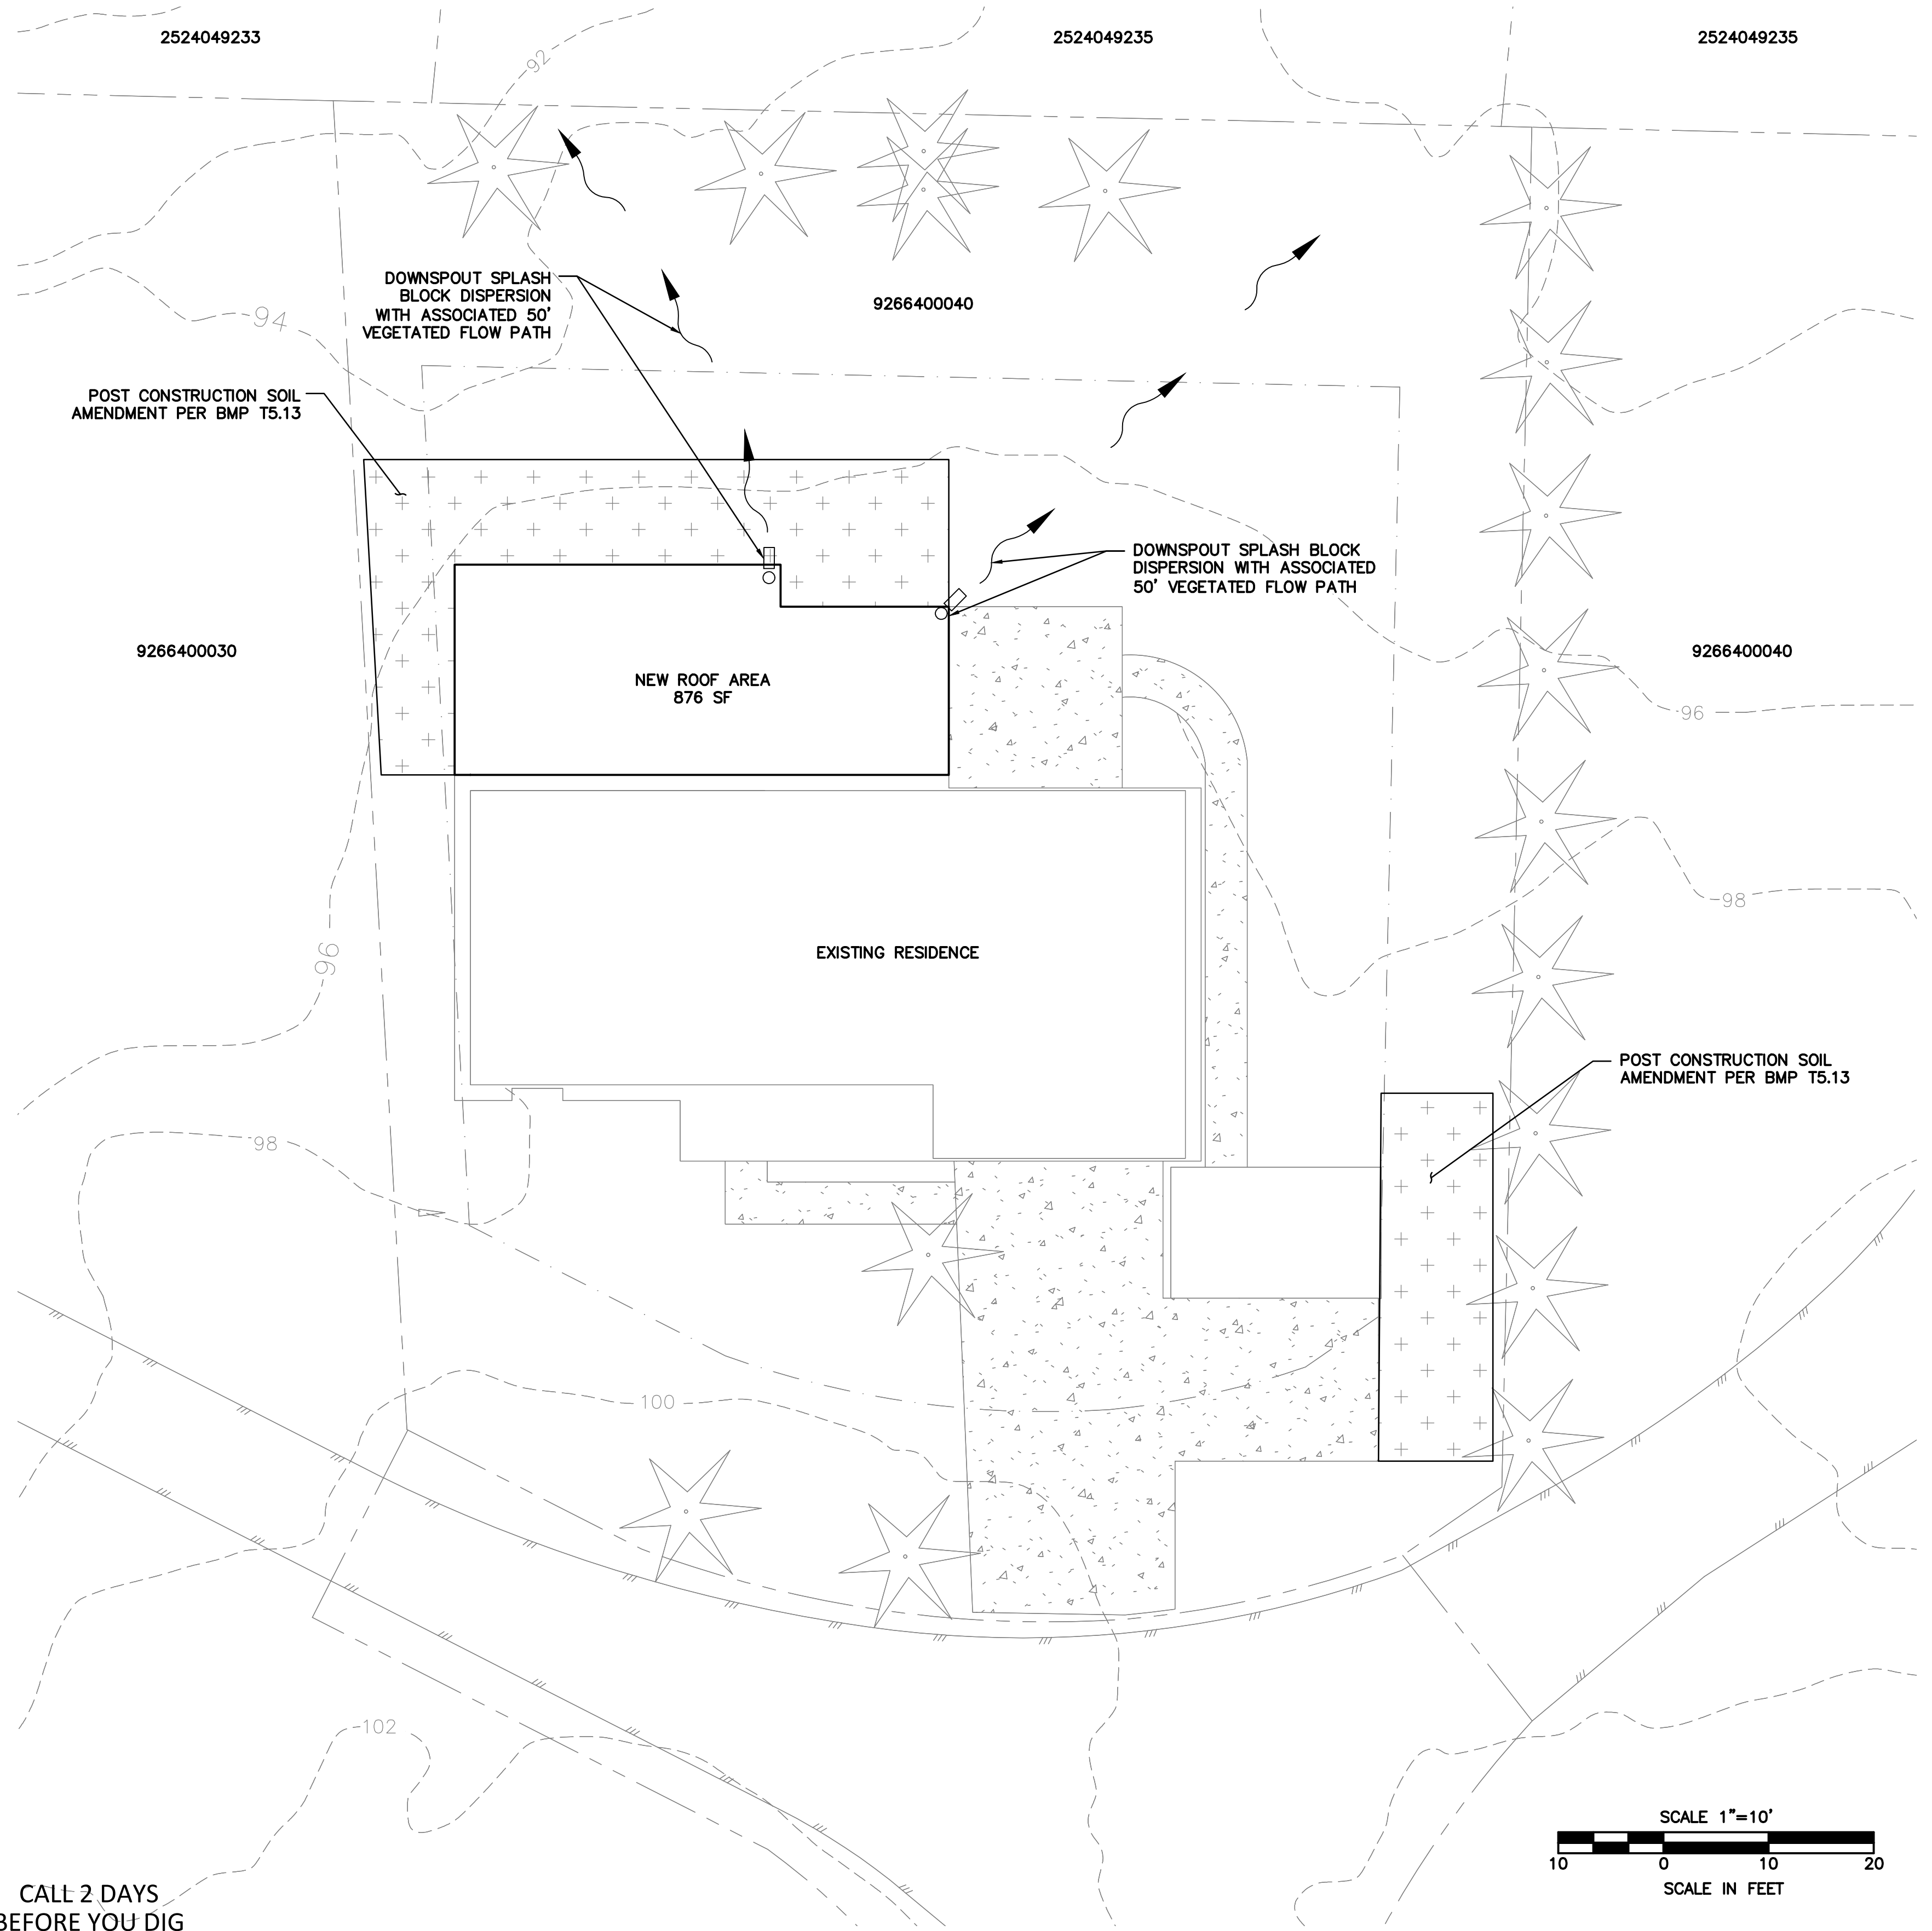 2524049233
2524049235
2524049235
92
DOWNSPOUT SPLASH
BLOCK DISPERSION
WITH ASSOCIATED 50'
VEGETATED FLOW PATH
9266400040
94
POST CONSTRUCTION SOIL
AMENDMENT PER BMP T5.13
DOWNSPOUT SPLASH BLOCK
DISPERSION WITH ASSOCIATED
50' VEGETATED FLOW PATH
9266400030
NEW ROOF AREA
876 SF
9266400040
96
98
96
EXISTING RESIDENCE
POST CONSTRUCTION SOIL
AMENDMENT PER BMP T5.13
98
100
102
SCALE 1"=10'
10 0 10 20
SCALE IN FEET
CALL 2 DAYS
BEFORE YOU DIG